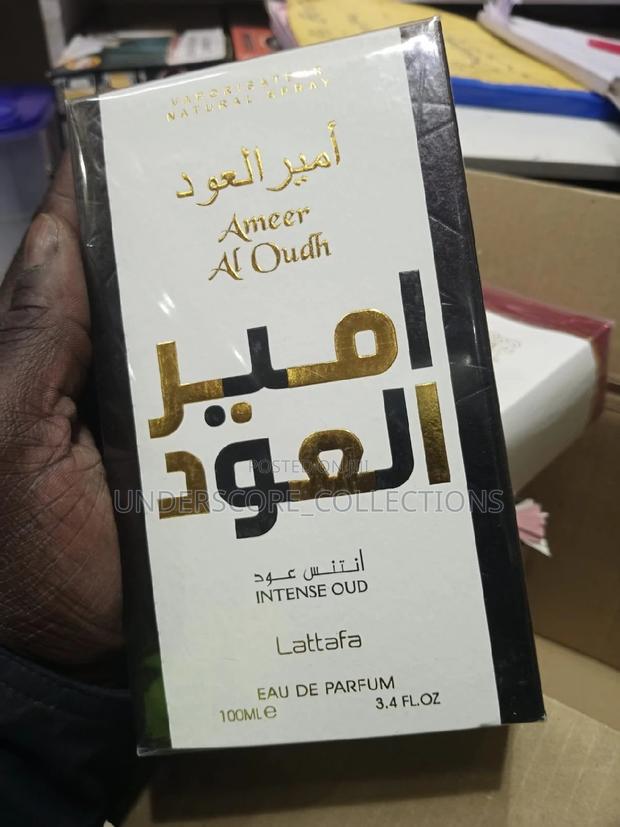 VAPORISATEUR
NATURAL SPRAY
أمير العود
Ameer
Al Oudh
امير
العود
POSTED ON JIJI
UNDERSCORE_COLLECTIONS
انتنس عود
INTENSE OUD
Lattafa
EAU DE PARFUM
100ML e 3.4 FL.OZ